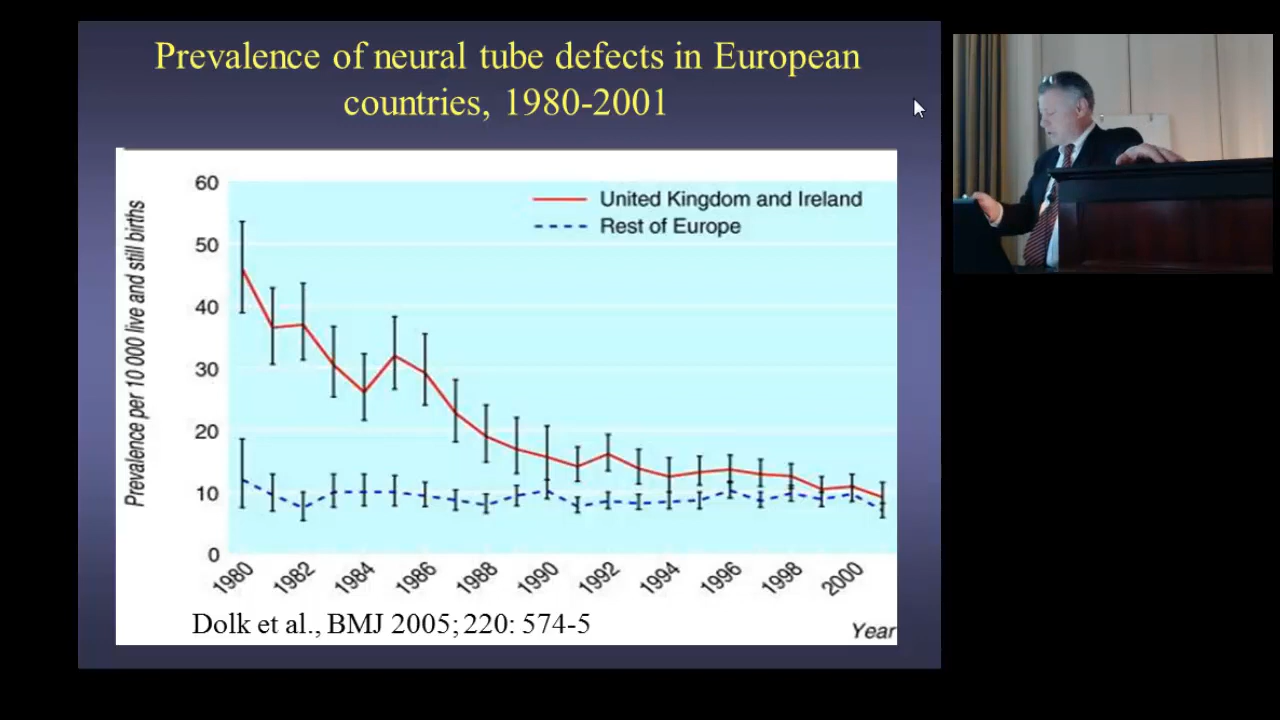 Prevalence of neural tube defects in European
countries, 1980-2001
60
50
40
30
20
10
0
Prevalence per 10 000 live and still births
United Kingdom and Ireland
Rest of Europe
1980
1982
1984
1986
1988
1990
1992
1994
1996
1998
2000
Dolk et al., BMJ 2005; 220: 574-5
Year